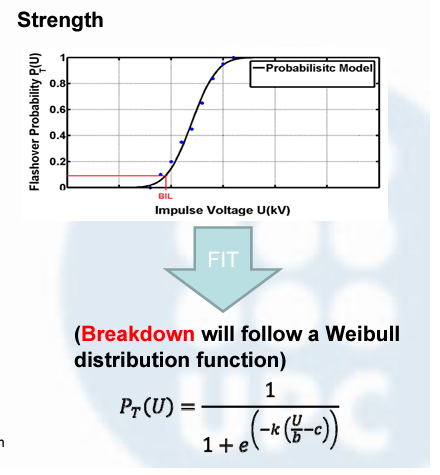 Strength
Flashover Probability P_T(U)
1
0.8
0.6
0.4
0.2
0
Probabilisitc Model
BIL
Impulse Voltage U(kV)
FIT
(Breakdown will follow a Weibull
distribution function)
P_T(U) = 1 / (1 + e^(-k(U/b-c)))
n
UPC